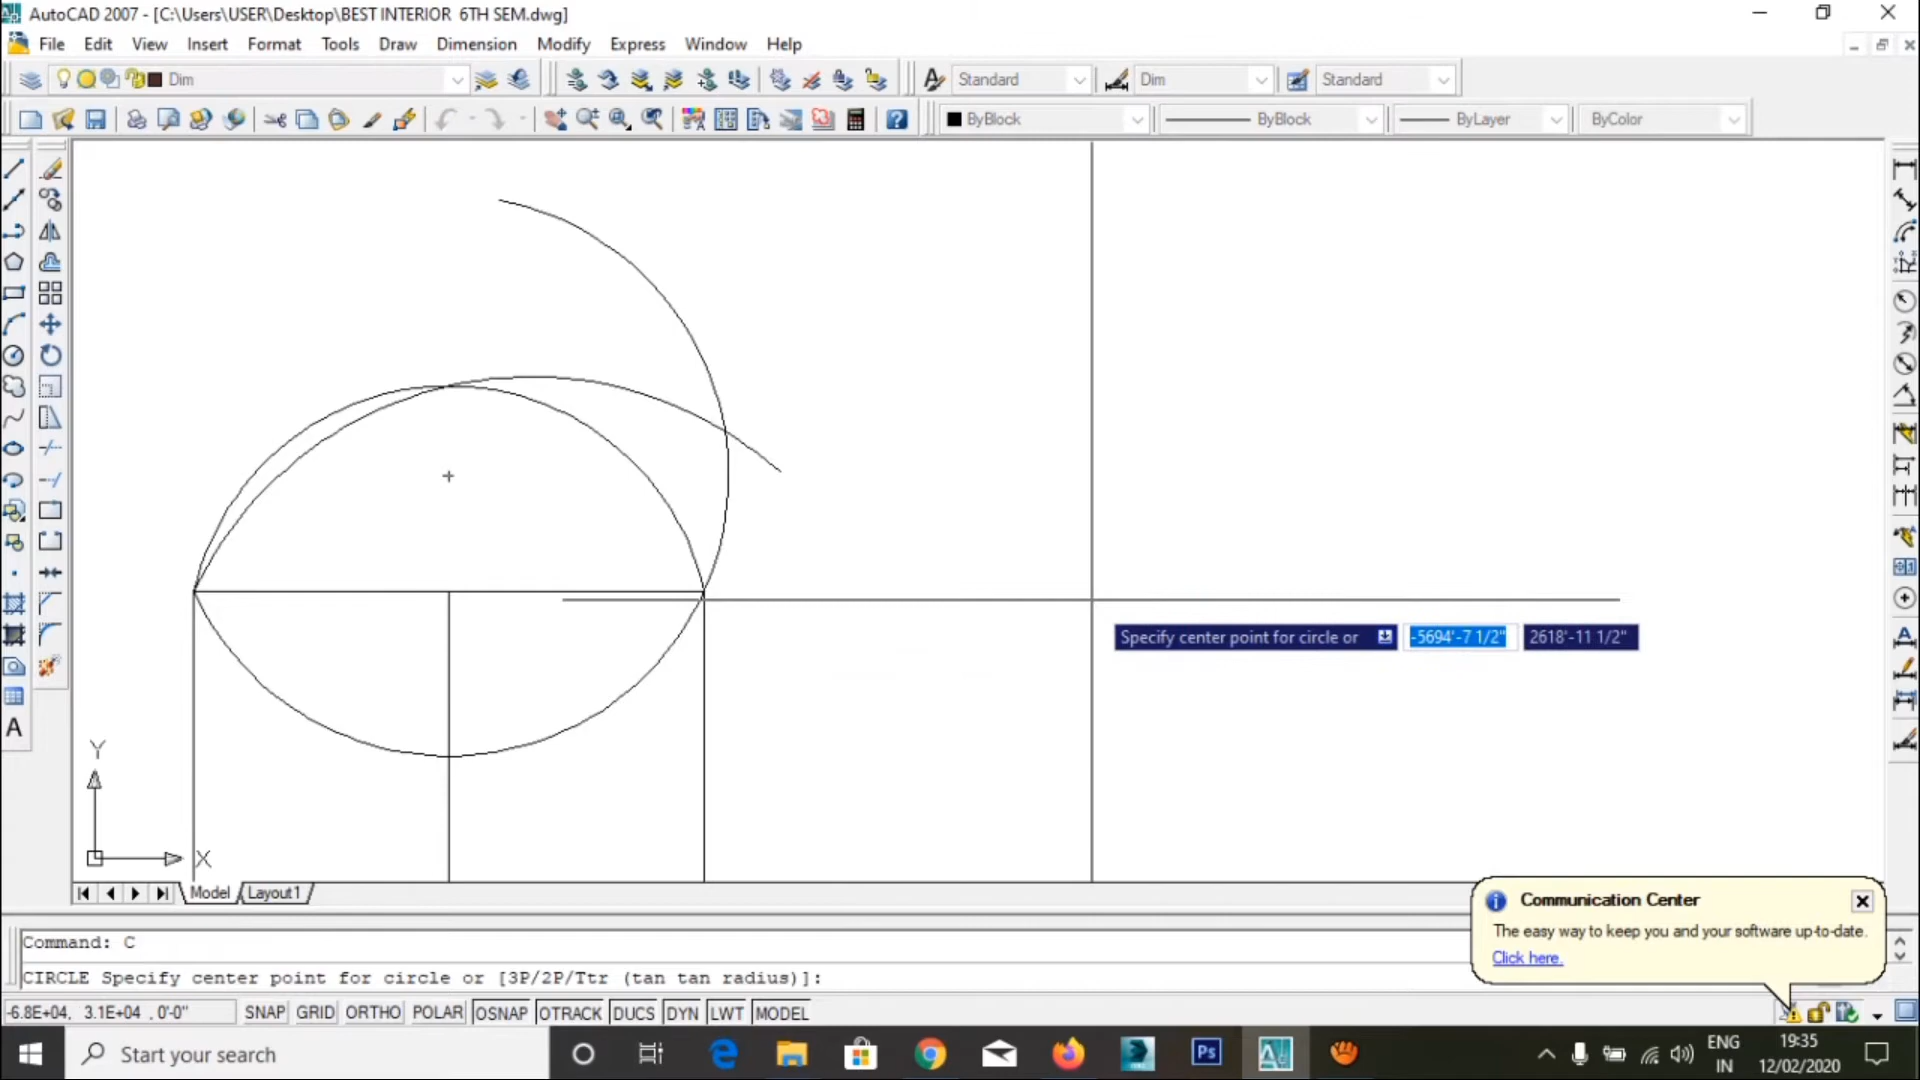 AutoCAD 2007 - [C:\Users\USER\Desktop\BEST INTERIOR  6TH SEM.dwg]
File Edit View Insert Format Tools Draw Dimension Modify Express Window Help
Dim Standard Dim Standard
ByBlock ByBlock ByLayer ByColor
Specify center point for circle or -5694'-7 1/2" 2618'-11 1/2"
A
Y
X
Model Layout1
Communication Center
The easy way to keep you and your software up-to-date.
Click here.
Command: C
CIRCLE Specify center point for circle or [3P/2P/Ttr (tan tan radius)]:
-6.8E+04, 3.1E+04 , 0'-0" SNAP GRID ORTHO POLAR OSNAP OTRACK DUCS DYN LWT MODEL
Start your search
Ps
ENG
IN
19:35
12/02/2020